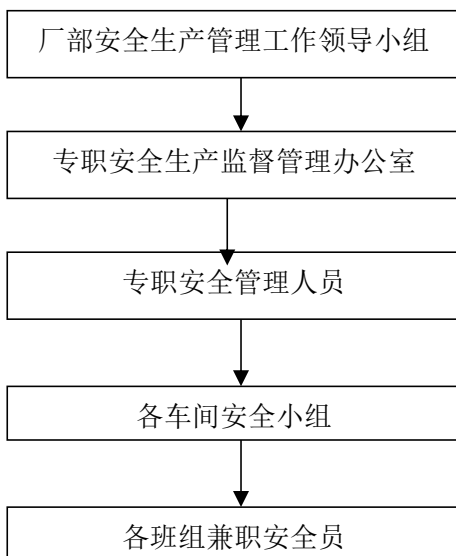 厂部安全生产管理工作领导小组
专职安全生产监督管理办公室
专职安全管理人员
各车间安全小组
各班组兼职安全员